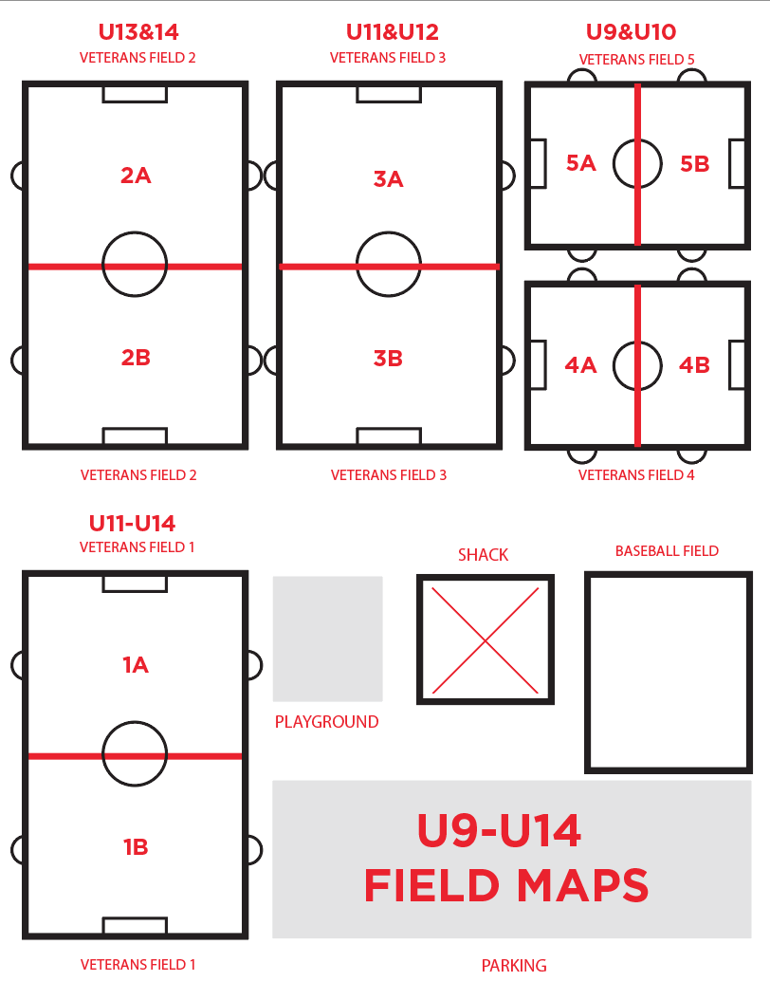 U13&14
VETERANS FIELD 2
U11&U12
VETERANS FIELD 3
U9&U10
VETERANS FIELD 5
2A
2B
3A
3B
5A
5B
4A
4B
VETERANS FIELD 2
VETERANS FIELD 3
VETERANS FIELD 4
U11-U14
VETERANS FIELD 1
1A
1B
VETERANS FIELD 1
SHACK
BASEBALL FIELD
PLAYGROUND
U9-U14
FIELD MAPS
PARKING